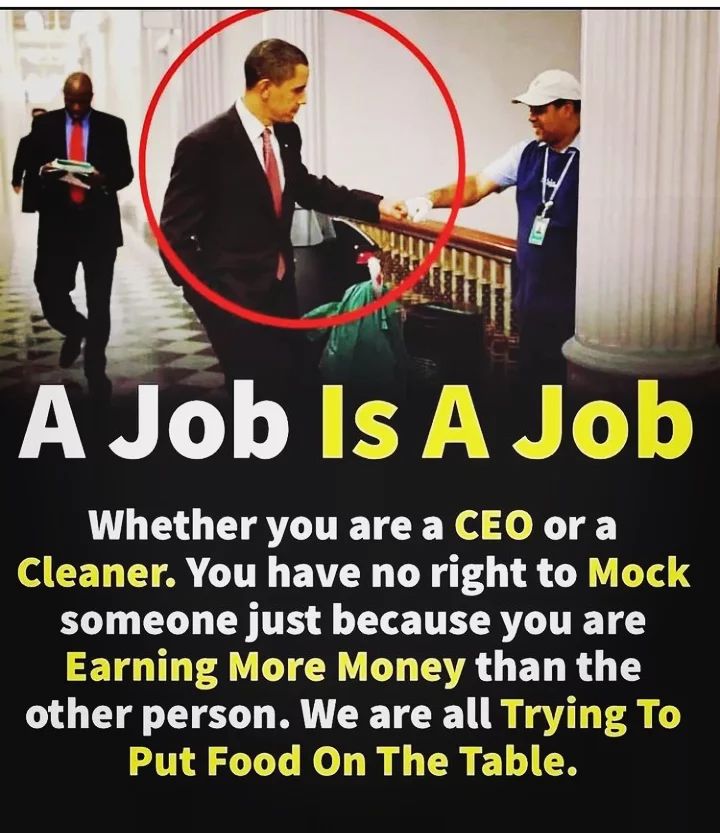 A Job Is A Job
Whether you are a CEO or a
Cleaner. You have no right to Mock
someone just because you are
Earning More Money than the
other person. We are all Trying To
Put Food On The Table.